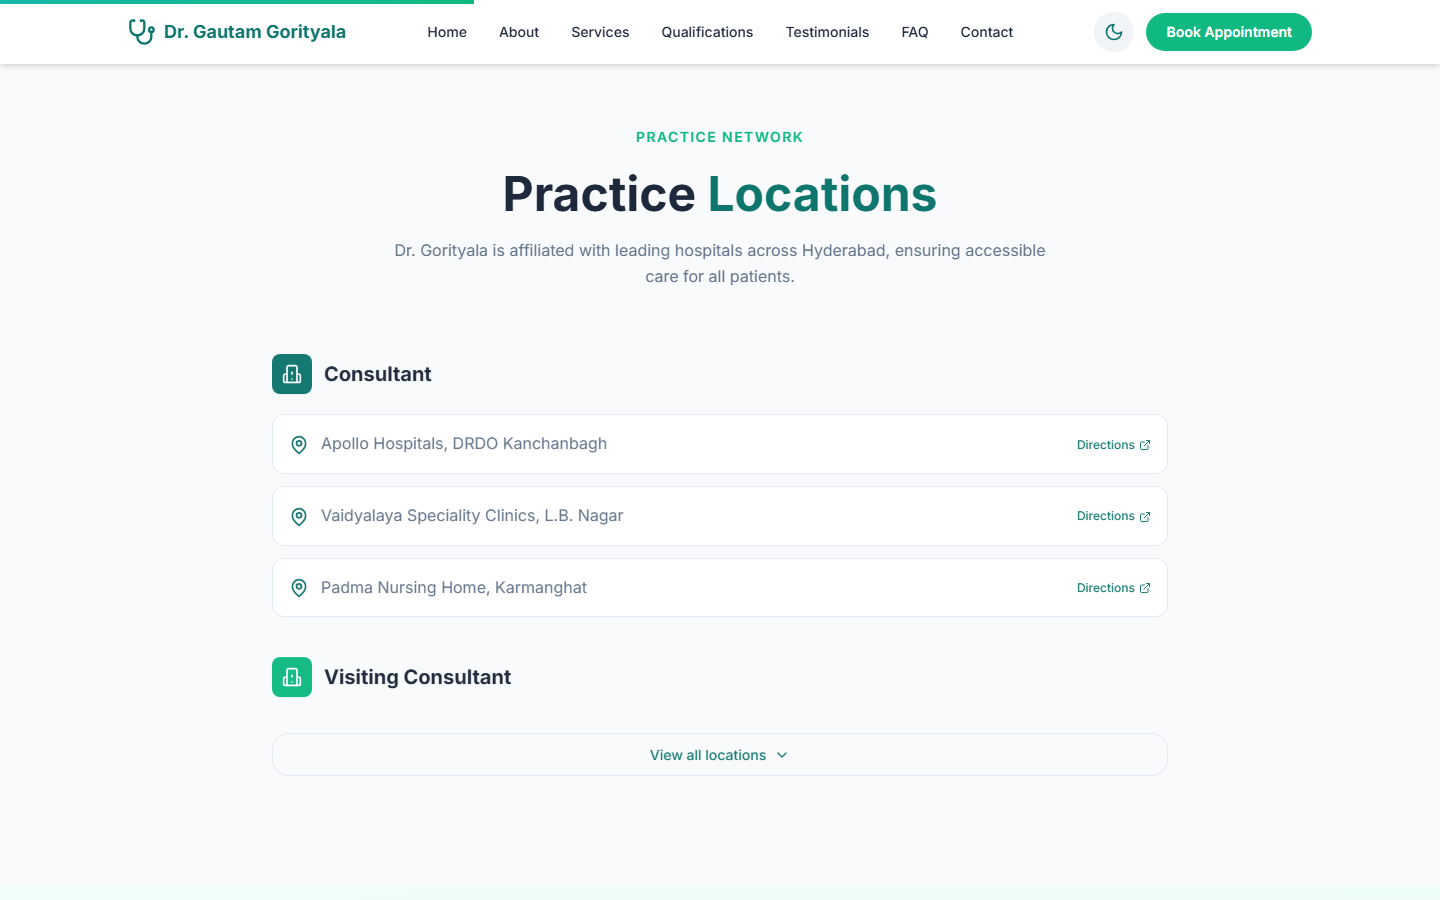 Dr. Gautam Gorityala
Home
About
Services
Qualifications
Testimonials
FAQ
Contact
Book Appointment
PRACTICE NETWORK
Practice Locations
Dr. Gorityala is affiliated with leading hospitals across Hyderabad, ensuring accessible
care for all patients.
Consultant
Apollo Hospitals, DRDO Kanchanbagh
Directions
Vaidyalaya Speciality Clinics, L.B. Nagar
Directions
Padma Nursing Home, Karmanghat
Directions
Visiting Consultant
View all locations